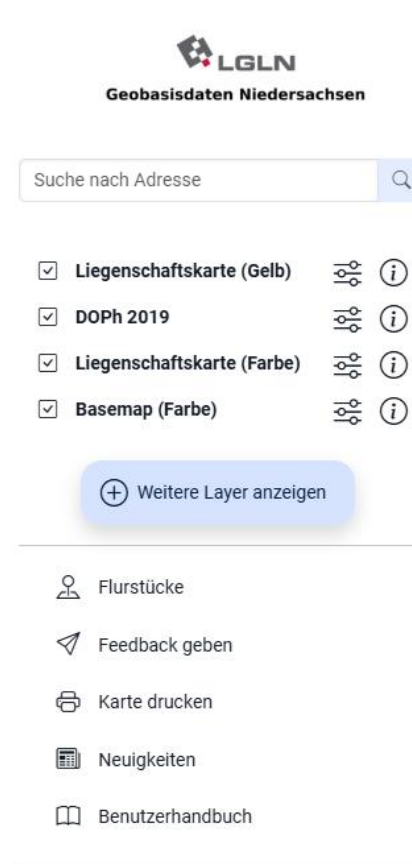 LGLN
Geobasisdaten Niedersachsen
Suche nach Adresse
Liegenschaftskarte (Gelb)
DOPh 2019
Liegenschaftskarte (Farbe)
Basemap (Farbe)
Weitere Layer anzeigen
Flurstücke
Feedback geben
Karte drucken
Neuigkeiten
Benutzerhandbuch